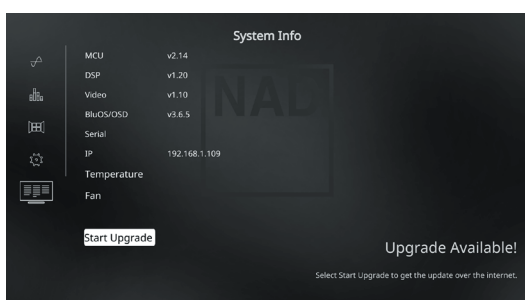 System Info
MCU v2.14
DSP v1.20
Video v1.10
BluOS/OSD v3.6.5
Serial
IP 192.168.1.109
Temperature
Fan
NAD
Start Upgrade
Upgrade Available!
Select Start Upgrade to get the update over the internet.